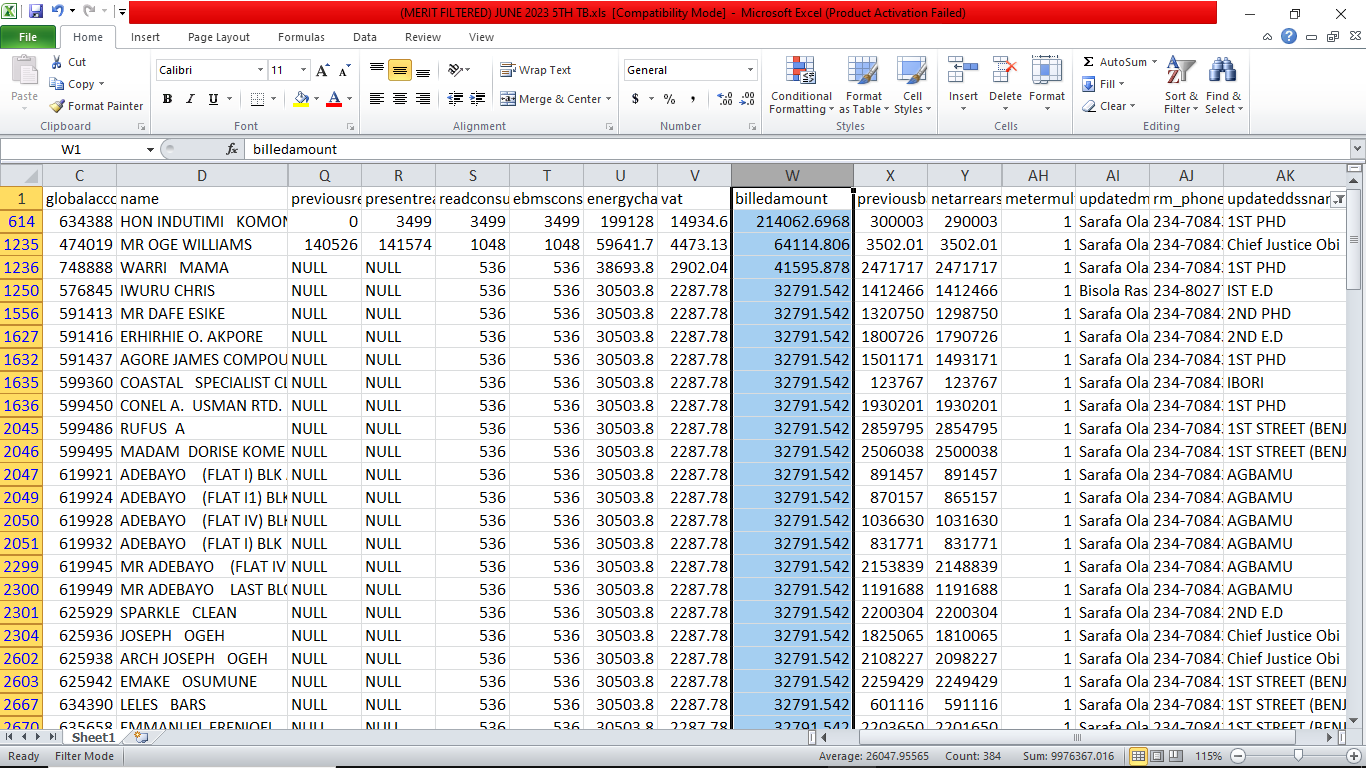 (MERIT FILTERED) JUNE 2023 5TH TB.xls [Compatibility Mode] - Microsoft Excel (Product Activation Failed)
File Home Insert Page Layout Formulas Data Review View
Paste Cut Copy Format Painter Clipboard
Calibri 11 B I U A A A Font
Wrap Text Merge & Center Alignment
General $ % , .00 .0 Number
Conditional Formatting Format as Table Cell Styles Styles
Insert Delete Format Cells
AutoSum Fill Clear Sort & Filter Find & Select Editing
W1 fx billedamount
C D Q R S T U V W X Y AH AI AJ AK
1 globalacco name previousre presentrea readconsu ebmscons energycha vat billedamount previousb netarrears metermul updatedm rm_phone updateddssnar
614 634388 HON INDUTIMI KOMON 0 3499 3499 3499 199128 14934.6 214062.6968 300003 290003 1 Sarafa Ola 234-7084 1ST PHD
1235 474019 MR OGE WILLIAMS 140526 141574 1048 1048 59641.7 4473.13 64114.806 3502.01 3502.01 1 Sarafa Ola 234-7084 Chief Justice Obi
1236 748888 WARRI MAMA NULL NULL 536 536 38693.8 2902.04 41595.878 2471717 2471717 1 Sarafa Ola 234-7084 1ST PHD
1250 576845 IWURU CHRIS NULL NULL 536 536 30503.8 2287.78 32791.542 1412466 1412466 1 Bisola Ras 234-8027 IST E.D
1556 591413 MR DAFE ESIKE NULL NULL 536 536 30503.8 2287.78 32791.542 1320750 1298750 1 Sarafa Ola 234-7084 2ND PHD
1627 591416 ERHIRHIE O. AKPORE NULL NULL 536 536 30503.8 2287.78 32791.542 1800726 1790726 1 Sarafa Ola 234-7084 2ND E.D
1632 591437 AGORE JAMES COMPOU NULL NULL 536 536 30503.8 2287.78 32791.542 1501171 1493171 1 Sarafa Ola 234-7084 1ST PHD
1635 599360 COASTAL SPECIALIST CL NULL NULL 536 536 30503.8 2287.78 32791.542 123767 123767 1 Sarafa Ola 234-7084 IBORI
1636 599450 CONEL A. USMAN RTD. NULL NULL 536 536 30503.8 2287.78 32791.542 1930201 1930201 1 Sarafa Ola 234-7084 1ST PHD
2045 599486 RUFUS A NULL NULL 536 536 30503.8 2287.78 32791.542 2859795 2854795 1 Sarafa Ola 234-7084 1ST STREET (BENJ
2046 599495 MADAM DORISE KOME NULL NULL 536 536 30503.8 2287.78 32791.542 2506038 2500038 1 Sarafa Ola 234-7084 1ST STREET (BENJ
2047 619921 ADEBAYO (FLAT I) BLK NULL NULL 536 536 30503.8 2287.78 32791.542 891457 891457 1 Sarafa Ola 234-7084 AGBAMU
2049 619924 ADEBAYO (FLAT I1) BLK NULL NULL 536 536 30503.8 2287.78 32791.542 870157 865157 1 Sarafa Ola 234-7084 AGBAMU
2050 619928 ADEBAYO (FLAT IV) BLK NULL NULL 536 536 30503.8 2287.78 32791.542 1036630 1031630 1 Sarafa Ola 234-7084 AGBAMU
2051 619932 ADEBAYO (FLAT I) BLK NULL NULL 536 536 30503.8 2287.78 32791.542 831771 831771 1 Sarafa Ola 234-7084 AGBAMU
2299 619945 MR ADEBAYO (FLAT IV NULL NULL 536 536 30503.8 2287.78 32791.542 2153839 2148839 1 Sarafa Ola 234-7084 AGBAMU
2300 619949 MR ADEBAYO LAST BLO NULL NULL 536 536 30503.8 2287.78 32791.542 1191688 1191688 1 Sarafa Ola 234-7084 AGBAMU
2301 625929 SPARKLE CLEAN NULL NULL 536 536 30503.8 2287.78 32791.542 2200304 2200304 1 Sarafa Ola 234-7084 2ND E.D
2304 625936 JOSEPH OGEH NULL NULL 536 536 30503.8 2287.78 32791.542 1825065 1810065 1 Sarafa Ola 234-7084 Chief Justice Obi
2602 625938 ARCH JOSEPH OGEH NULL NULL 536 536 30503.8 2287.78 32791.542 2108227 2098227 1 Sarafa Ola 234-7084 Chief Justice Obi
2603 625942 EMAKE OSUMUNE NULL NULL 536 536 30503.8 2287.78 32791.542 2259429 2249429 1 Sarafa Ola 234-7084 1ST STREET (BENJ
2667 634390 LELES BARS NULL NULL 536 536 30503.8 2287.78 32791.542 601116 591116 1 Sarafa Ola 234-7084 1ST STREET (BENJ
2670 635658 EMMANUEL NULL NULL 536 536 30503.8 2287.78 32791.542 2203650 2201650 1 Sarafa Ola 234-7084 1ST STREET (BENJ
Sheet1
Ready Filter Mode Average: 26047.95565 Count: 384 Sum: 9976367.016 115%